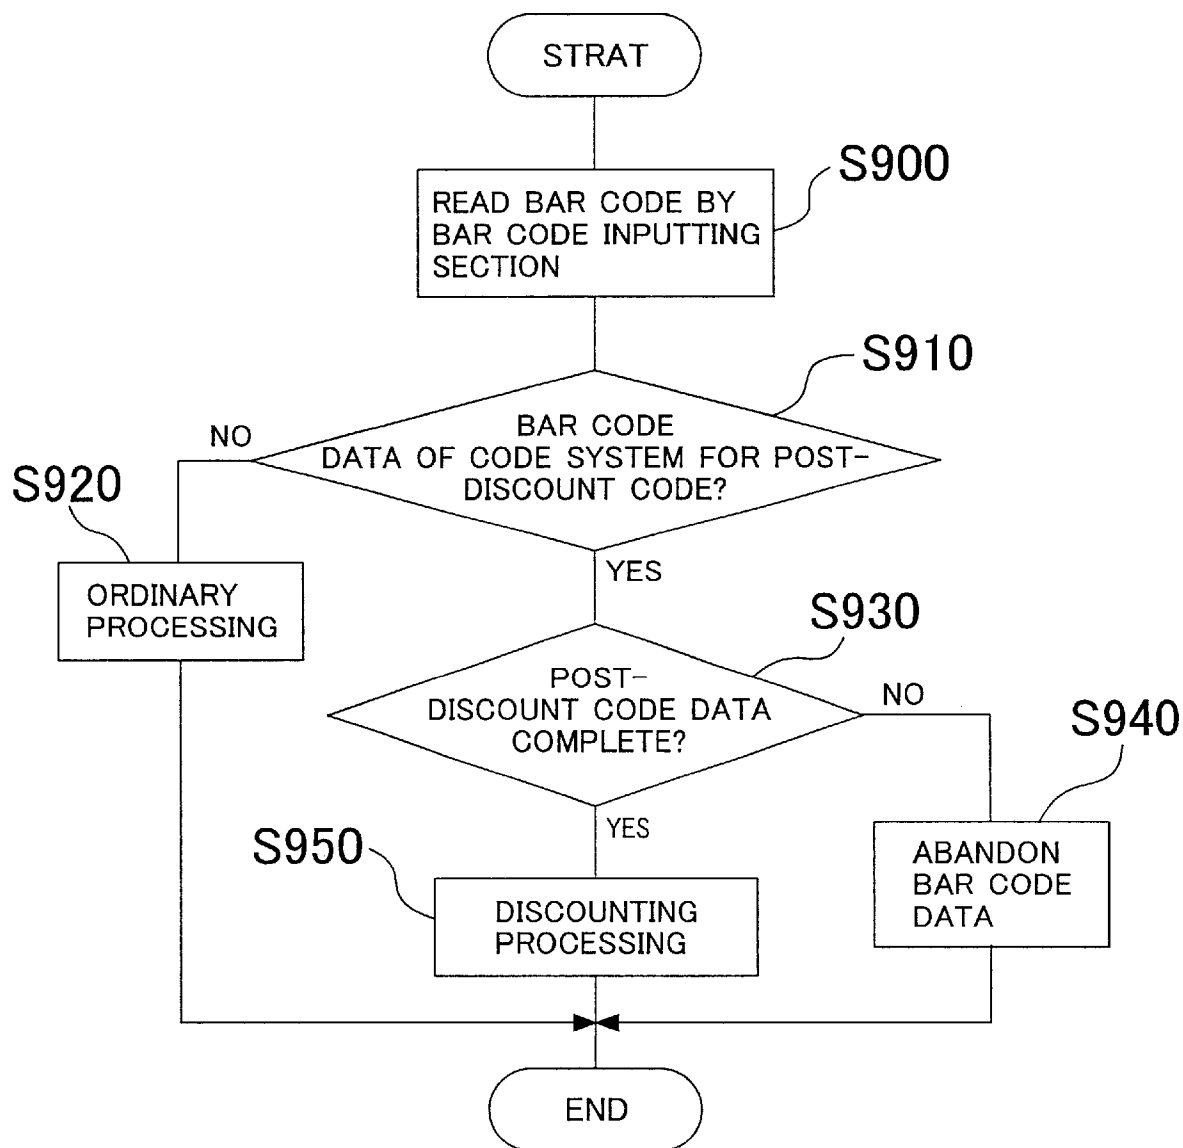 STRAT
S900
READ BAR CODE BY
BAR CODE INPUTTING
SECTION
S910
BAR CODE
DATA OF CODE SYSTEM FOR POST-
DISCOUNT CODE?
NO
S920
YES
ORDINARY
PROCESSING
S930
POST-
DISCOUNT CODE DATA
COMPLETE?
NO
S940
YES
S950
ABANDON
BAR CODE
DATA
DISCOUNTING
PROCESSING
END